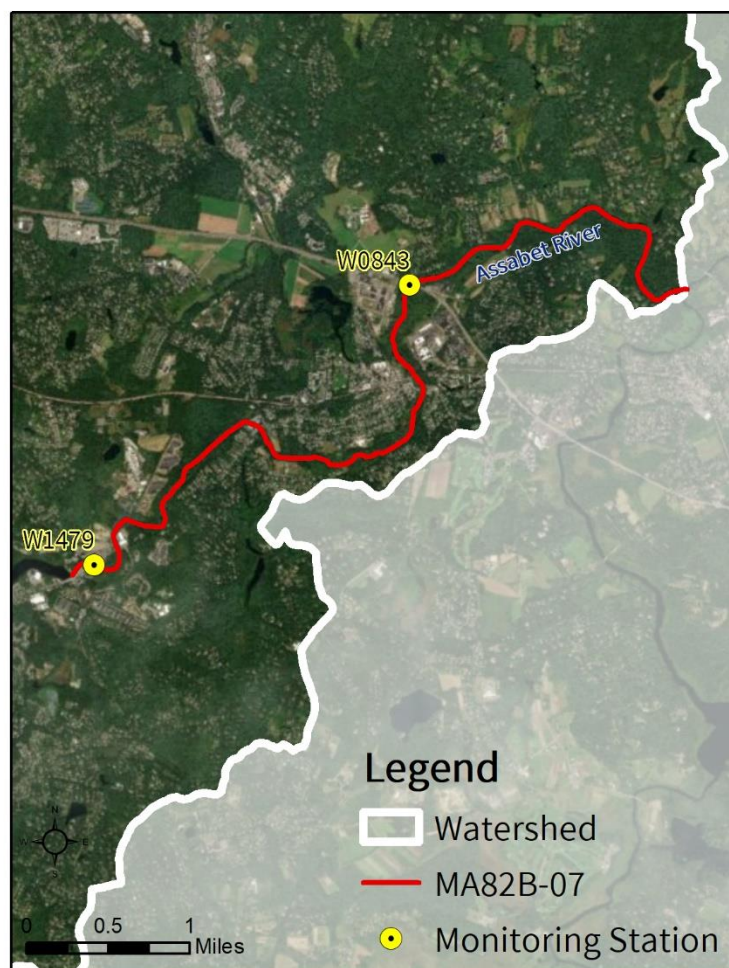 W0843
Assabet River
W1479
Legend
Watershed
MA82B-07
Monitoring Station
N
W E
S
0 0.5 1
Miles